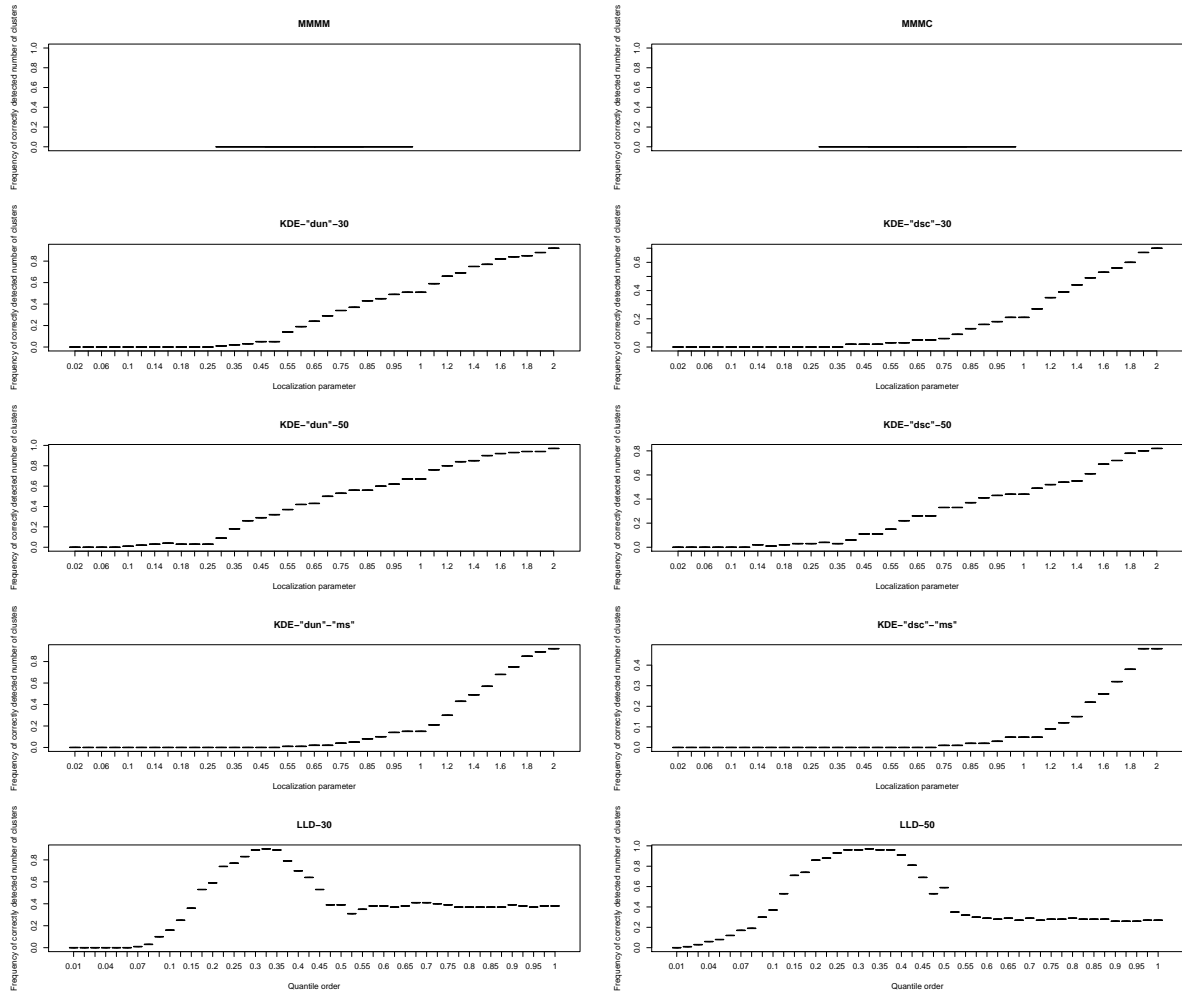 MMMM
Frequency of correctly detected number of clusters
0.0 0.2 0.4 0.6 0.8 1.0
MMMC
Frequency of correctly detected number of clusters
0.0 0.2 0.4 0.6 0.8 1.0
KDE−"dun"−30
Frequency of correctly detected number of clusters
0.0 0.2 0.4 0.6 0.8
0.02 0.06 0.1 0.14 0.18 0.25 0.35 0.45 0.55 0.65 0.75 0.85 0.95 1 1.2 1.4 1.6 1.8 2
Localization parameter
KDE−"dsc"−30
Frequency of correctly detected number of clusters
0.0 0.2 0.4 0.6
0.02 0.06 0.1 0.14 0.18 0.25 0.35 0.45 0.55 0.65 0.75 0.85 0.95 1 1.2 1.4 1.6 1.8 2
Localization parameter
KDE−"dun"−50
Frequency of correctly detected number of clusters
0.0 0.2 0.4 0.6 0.8 1.0
0.02 0.06 0.1 0.14 0.18 0.25 0.35 0.45 0.55 0.65 0.75 0.85 0.95 1 1.2 1.4 1.6 1.8 2
Localization parameter
KDE−"dsc"−50
Frequency of correctly detected number of clusters
0.0 0.2 0.4 0.6 0.8
0.02 0.06 0.1 0.14 0.18 0.25 0.35 0.45 0.55 0.65 0.75 0.85 0.95 1 1.2 1.4 1.6 1.8 2
Localization parameter
KDE−"dun"−"ms"
Frequency of correctly detected number of clusters
0.0 0.2 0.4 0.6 0.8
0.02 0.06 0.1 0.14 0.18 0.25 0.35 0.45 0.55 0.65 0.75 0.85 0.95 1 1.2 1.4 1.6 1.8 2
Localization parameter
KDE−"dsc"−"ms"
Frequency of correctly detected number of clusters
0.0 0.1 0.2 0.3 0.4
0.02 0.06 0.1 0.14 0.18 0.25 0.35 0.45 0.55 0.65 0.75 0.85 0.95 1 1.2 1.4 1.6 1.8 2
Localization parameter
LLD−30
Frequency of correctly detected number of clusters
0.0 0.2 0.4 0.6 0.8
0.01 0.04 0.07 0.1 0.15 0.2 0.25 0.3 0.35 0.4 0.45 0.5 0.55 0.6 0.65 0.7 0.75 0.8 0.85 0.9 0.95 1
Quantile order
LLD−50
Frequency of correctly detected number of clusters
0.0 0.2 0.4 0.6 0.8 1.0
0.01 0.04 0.07 0.1 0.15 0.2 0.25 0.3 0.35 0.4 0.45 0.5 0.55 0.6 0.65 0.7 0.75 0.8 0.85 0.9 0.95 1
Quantile order